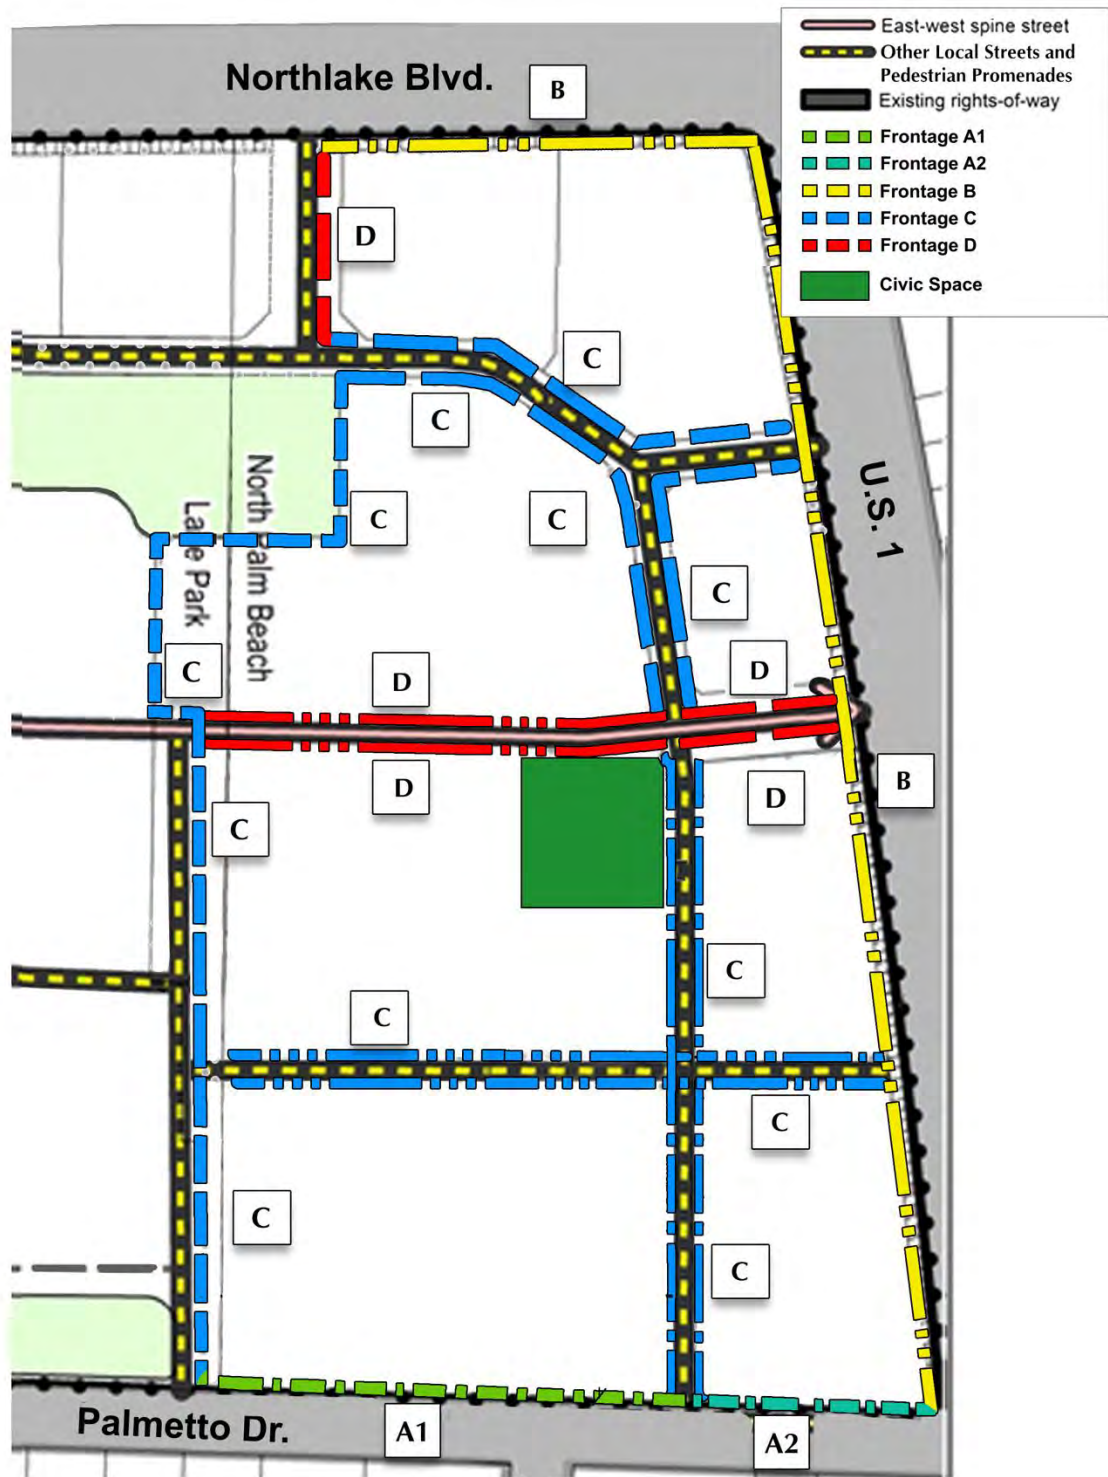 East-west spine street
Other Local Streets and
Pedestrian Promenades
Existing rights-of-way
Frontage A1
Frontage A2
Frontage B
Frontage C
Frontage D
Civic Space
Northlake Blvd.
B
D
C
C
U.S. 1
North Palm Beach
Lake Park
C
C
C
C
D
D
D
D
B
C
C
C
C
C
C
Palmetto Dr.
A1
A2